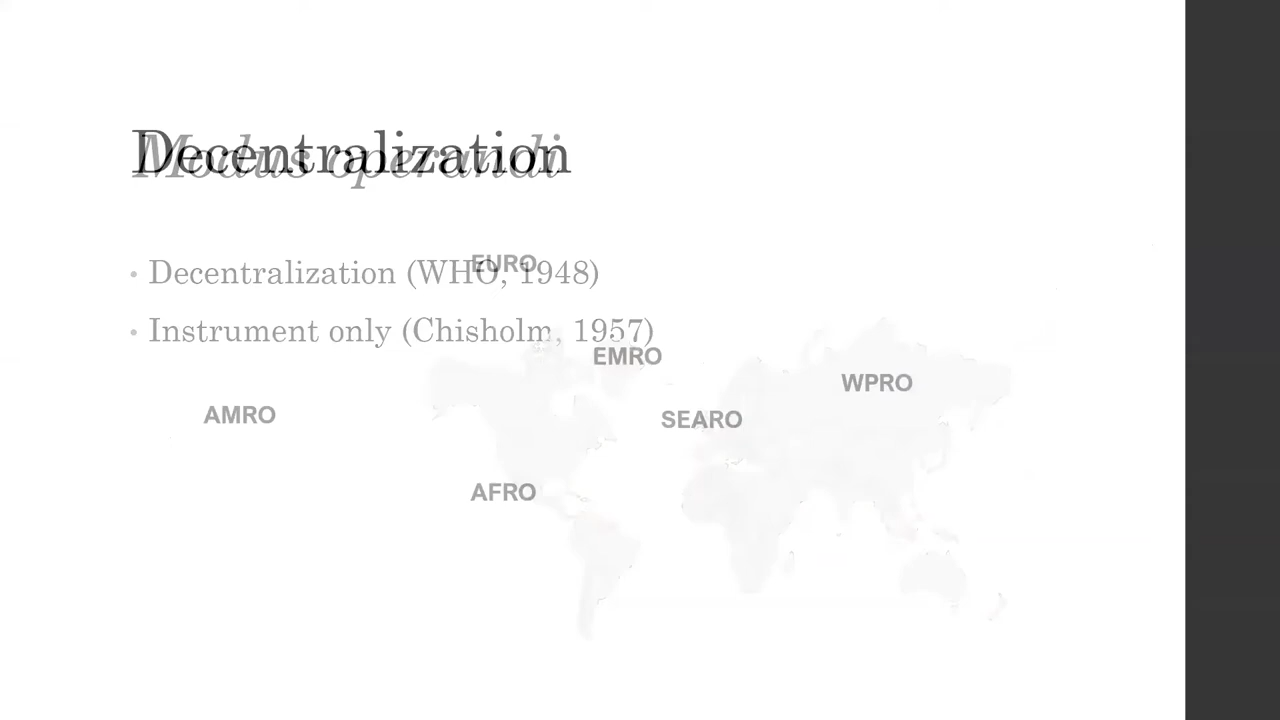 Decentralization
Modus operandi
EURO
• Decentralization (WHO, 1948)
• Instrument only (Chisholm, 1957)
EMRO
WPRO
AMRO
SEARO
AFRO